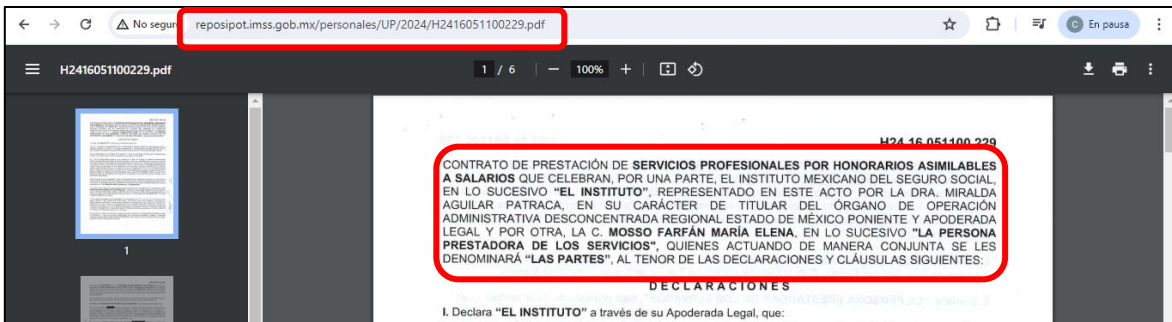 No seguro
reposipot.imss.gob.mx/personales/UP/2024/H2416051100229.pdf
En pausa
H2416051100229.pdf
1 / 6
100%
H24 16 051100 229
CONTRATO DE PRESTACIÓN DE SERVICIOS PROFESIONALES POR HONORARIOS ASIMILABLES
A SALARIOS QUE CELEBRAN, POR UNA PARTE, EL INSTITUTO MEXICANO DEL SEGURO SOCIAL,
EN LO SUCESIVO "EL INSTITUTO", REPRESENTADO EN ESTE ACTO POR LA DRA. MIRALDA
AGUILAR PATRACA, EN SU CARÁCTER DE TITULAR DEL ÓRGANO DE OPERACIÓN
ADMINISTRATIVA DESCONCENTRADA REGIONAL ESTADO DE MÉXICO PONIENTE Y APODERADA
LEGAL Y POR OTRA, LA C. MOSSO FARFÁN MARÍA ELENA, EN LO SUCESIVO "LA PERSONA
PRESTADORA DE LOS SERVICIOS", QUIENES ACTUANDO DE MANERA CONJUNTA SE LES
DENOMINARÁ "LAS PARTES", AL TENOR DE LAS DECLARACIONES Y CLÁUSULAS SIGUIENTES:
DECLARACIONES
I. Declara "EL INSTITUTO" a través de su Apoderada Legal, que:
1